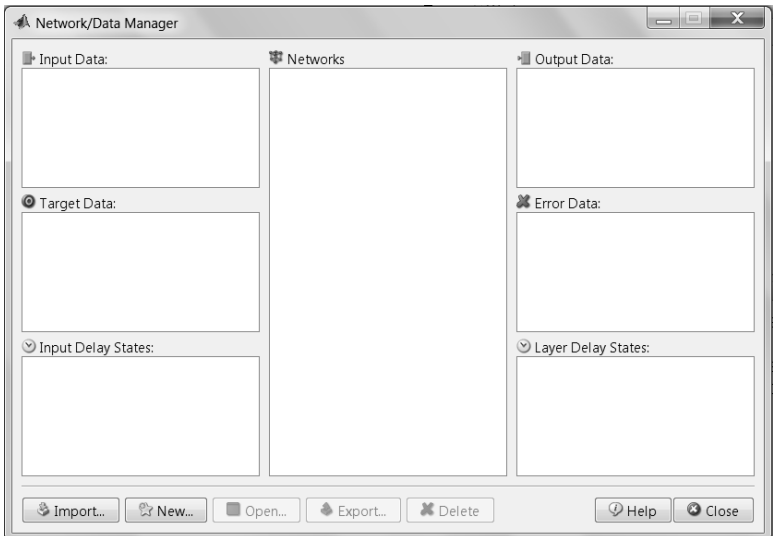 Network/Data Manager
Input Data:
Networks
Output Data:
Target Data:
Error Data:
Input Delay States:
Layer Delay States:
Import...
New...
Open...
Export...
Delete
Help
Close